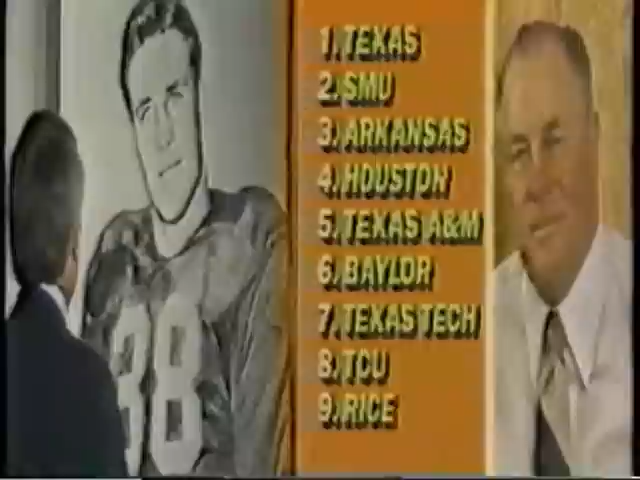 88
1. TEXAS
2. SMU
3. ARKANSAS
4. HOUSTON
5. TEXAS A&M
6. BAYLOR
7. TEXAS TECH
8. TCU
9. RICE